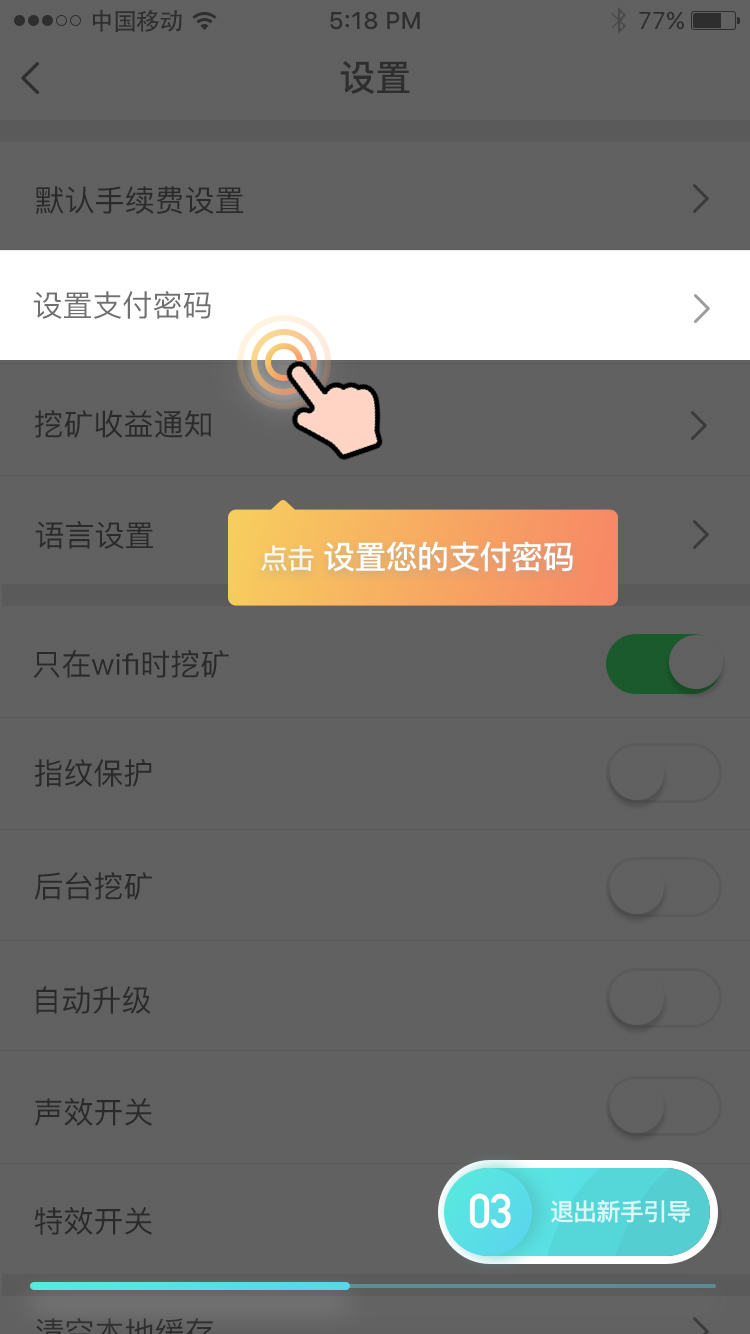 中国移动 5:18 PM 77%
设置
默认手续费设置
设置支付密码
挖矿收益通知
语言设置
点击 设置您的支付密码
只在wifi时挖矿
指纹保护
后台挖矿
自动升级
声效开关
特效开关
03 退出新手引导
清空本地缓存